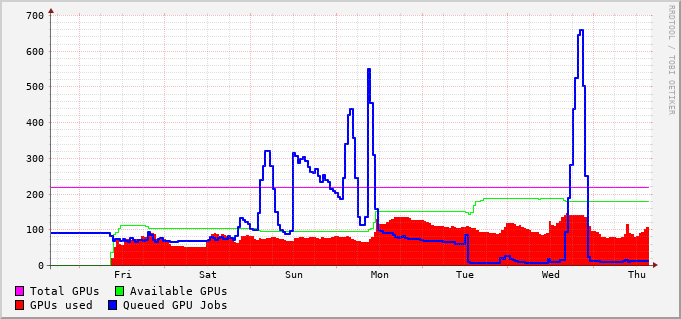 700
600
500
400
300
200
100
0
Fri Sat Sun Mon Tue Wed Thu
Total GPUs Available GPUs
GPUs used Queued GPU Jobs
RRDTOOL / TOBI OETIKER